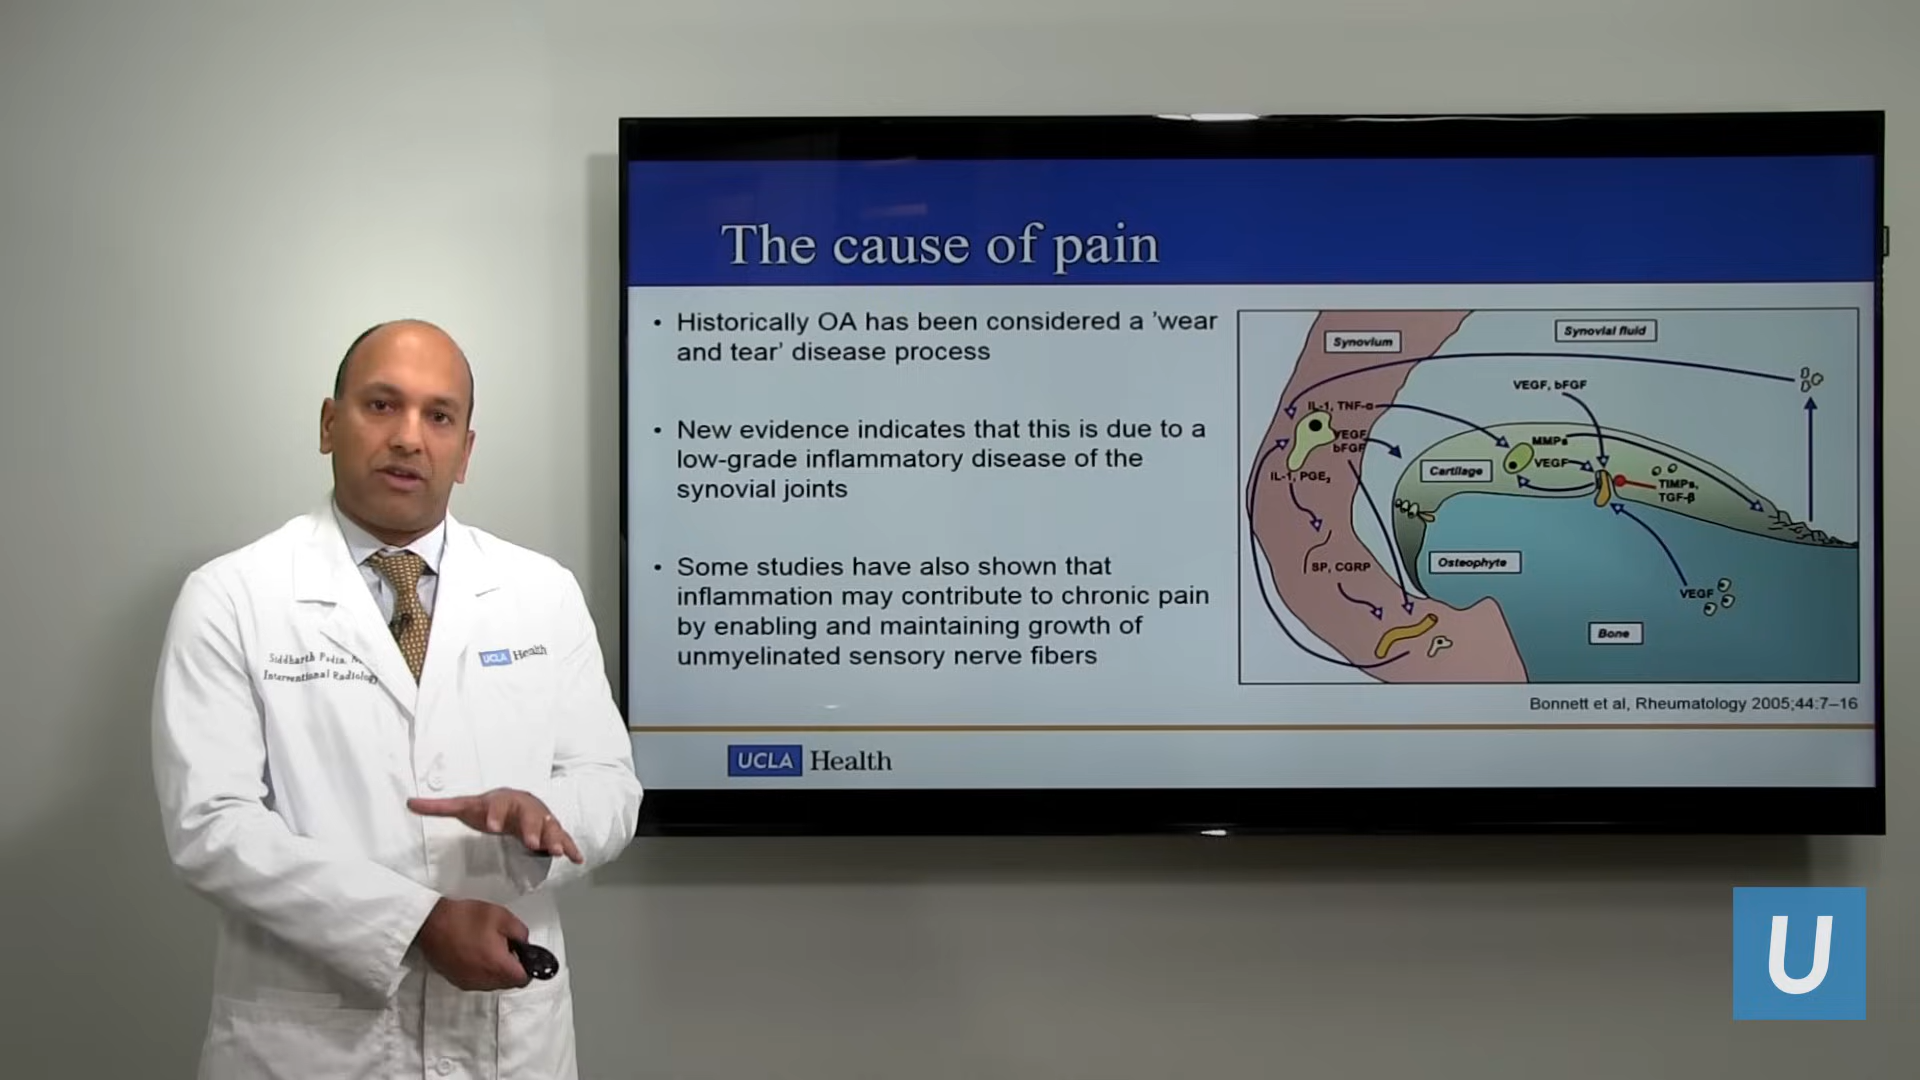 The cause of pain
• Historically OA has been considered a 'wear
and tear' disease process
• New evidence indicates that this is due to a
low-grade inflammatory disease of the
synovial joints
• Some studies have also shown that
inflammation may contribute to chronic pain
by enabling and maintaining growth of
unmyelinated sensory nerve fibers
Synovium
Synovial fluid
VEGF, bFGF
IL-1, TNF-α
VEGF
bFGF
IL-1, PGE₂
MMPs
VEGF
Cartilage
TIMPs,
TGF-β
SP, CGRP
Osteophyte
VEGF
Bone
Bonnett et al, Rheumatology 2005;44:7–16
UCLA Health
Siddharth Padia,
Interventional Radiology
UCLA Health
U